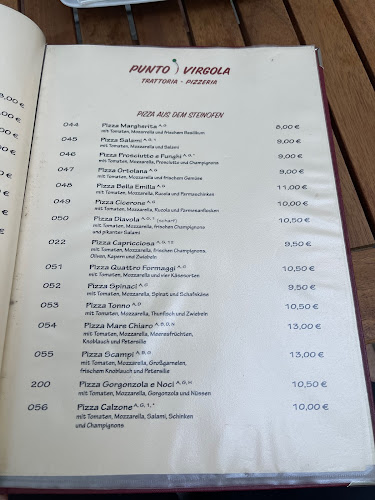 PUNTO VIRGOLA
TRATTORIA - PIZZERIA
PIZZA AUS DEM STEINOFEN
044 Pizza Margherita A, G 8,00 €
mit Tomaten, Mozzarella und frischem Basilikum
045 Pizza Salami A, G, 1 9,00 €
mit Tomaten, Mozzarella und Salami
046 Pizza Prosciutto e Funghi A, G, * 9,00 €
mit Tomaten, Mozzarella, Prosciutto und Champignons
047 Pizza Ortolana A, G 9,00 €
mit Tomaten, Mozzarella und frischem Gemüse
048 Pizza Bella Emilia A, G 11,00 €
mit Tomaten, Mozzarella, Rucola und Parmaschinken
049 Pizza Cicerone A, G 10,00 €
mit Tomaten, Mozzarella, Rucola und Parmesanflocken
050 Pizza Diavola A, G, 1 (scharf) 10,50 €
mit Tomaten, Mozzarella, frischen Champignons
und pikanter Salami
022 Pizza Capricciosa A, G 9,50 €
mit Tomaten, Mozzarella, frischen Champignons,
Oliven, Kapern und Zwiebeln
051 Pizza Quattro Formaggi A, G 10,50 €
mit Tomaten, Mozzarella und vier Käsesorten
052 Pizza Spinaci A, G 9,50 €
mit Tomaten, Mozzarella, Spinat und Schafskäse
053 Pizza Tonno A, G 10,50 €
mit Tomaten, Mozzarella, Thunfisch und Zwiebeln
054 Pizza Mare Chiaro A, B, D, N 13,00 €
mit Tomaten, Mozzarella, Meeresfrüchten,
Knoblauch und Petersilie
055 Pizza Scampi A, B, G 13,00 €
mit Tomaten, Mozzarella, Großgarnelen,
frischem Knoblauch und Petersilie
200 Pizza Gorgonzola e Noci A, G, H 10,50 €
mit Tomaten, Mozzarella, Gorgonzola und Nüssen
056 Pizza Calzone A, G, 1, * 10,00 €
mit Tomaten, Mozzarella, Salami, Schinken
und Champignons